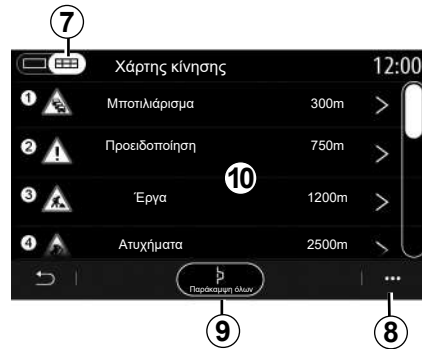 7
Χάρτης κίνησης 12:00
1 Μποτιλιάρισμα 300m
2 Προειδοποίηση 750m
10
3 Έργα 1200m
4 Ατυχήματα 2500m
Παράκαμψη όλων
9 8